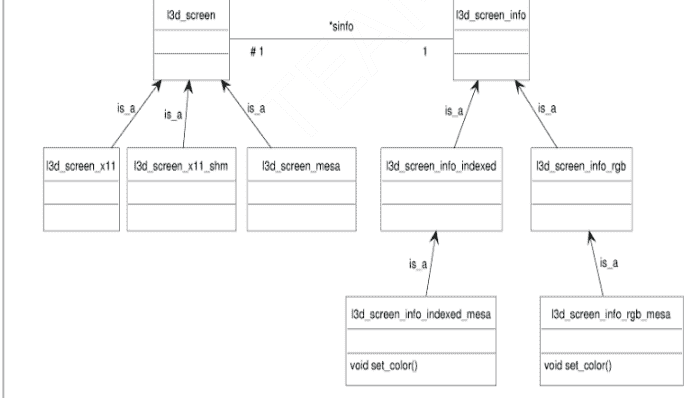 l3d_screen
l3d_screen_info
*sinfo
# 1
1
is_a
is_a
is_a
is_a
is_a
l3d_screen_x11
l3d_screen_x11_shm
l3d_screen_mesa
l3d_screen_info_indexed
l3d_screen_info_rgb
is_a
is_a
l3d_screen_info_indexed_mesa
l3d_screen_info_rgb_mesa
void set_color()
void set_color()